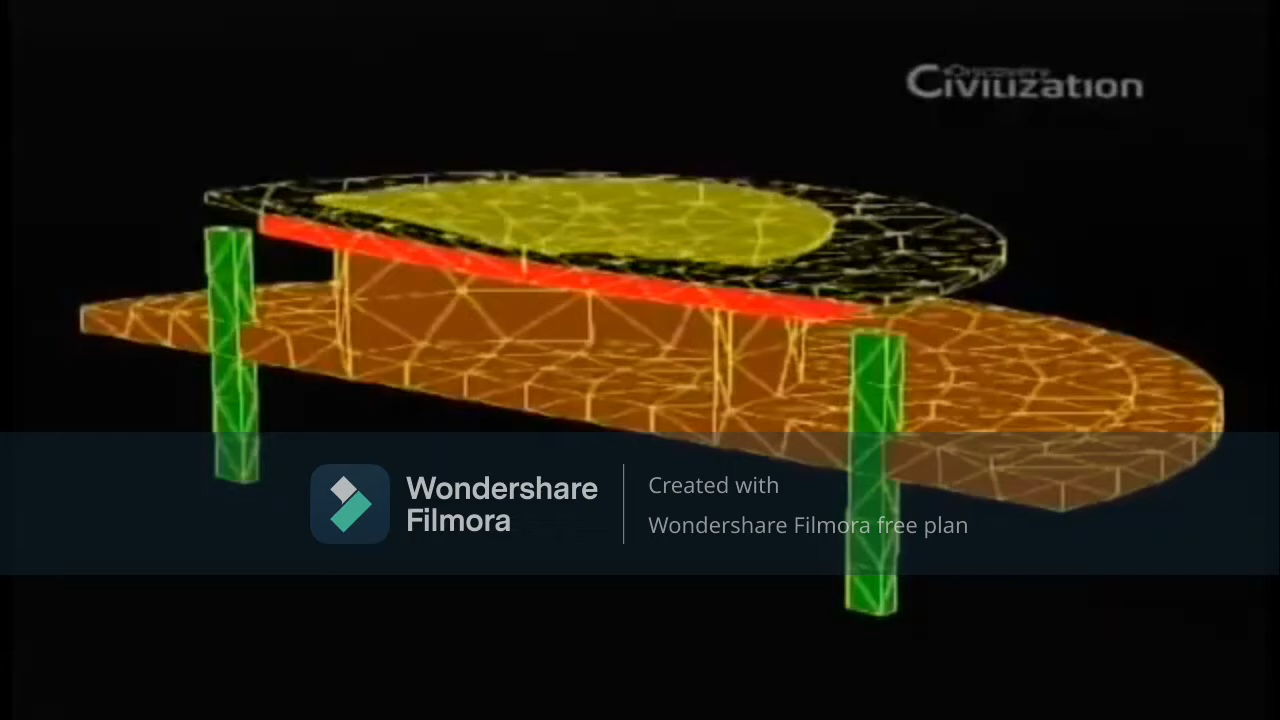 Discovery
Civilization
Wondershare
Filmora
Created with
Wondershare Filmora free plan